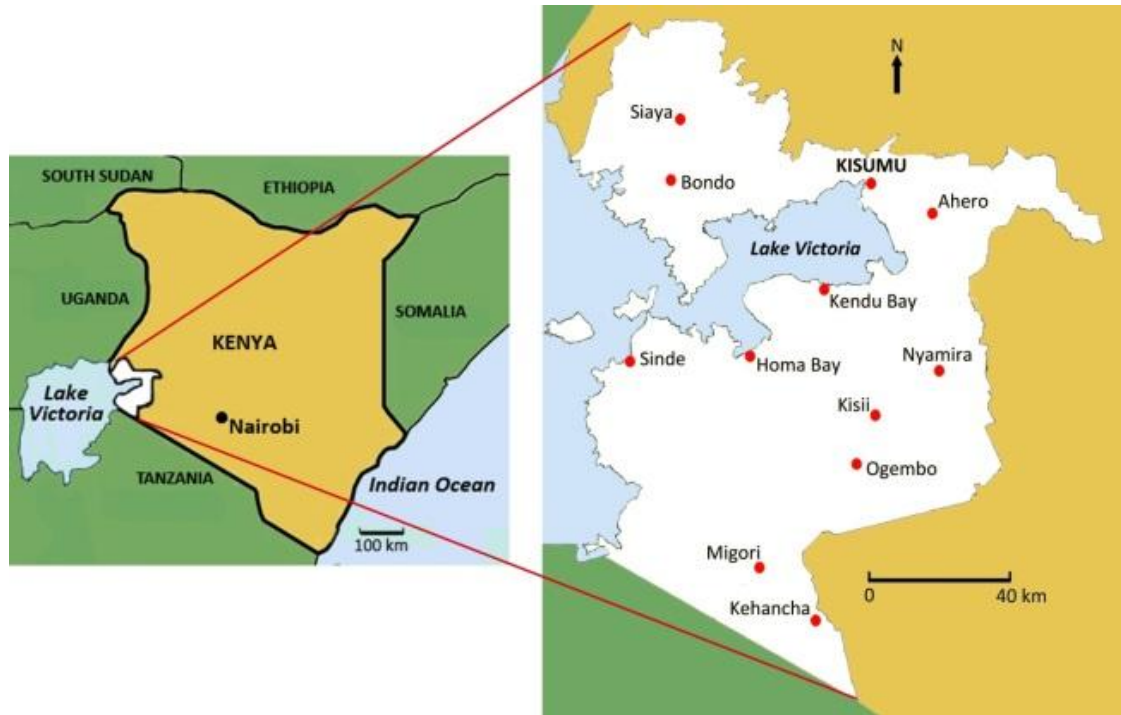 SOUTH SUDAN
ETHIOPIA
UGANDA
SOMALIA
KENYA
Lake
Victoria
Nairobi
TANZANIA
Indian Ocean
100 km
N
Siaya
KISUMU
Bondo
Ahero
Lake Victoria
Kendu Bay
Sinde
Homa Bay
Nyamira
Kisii
Ogembo
Migori
Kehancha
0
40 km